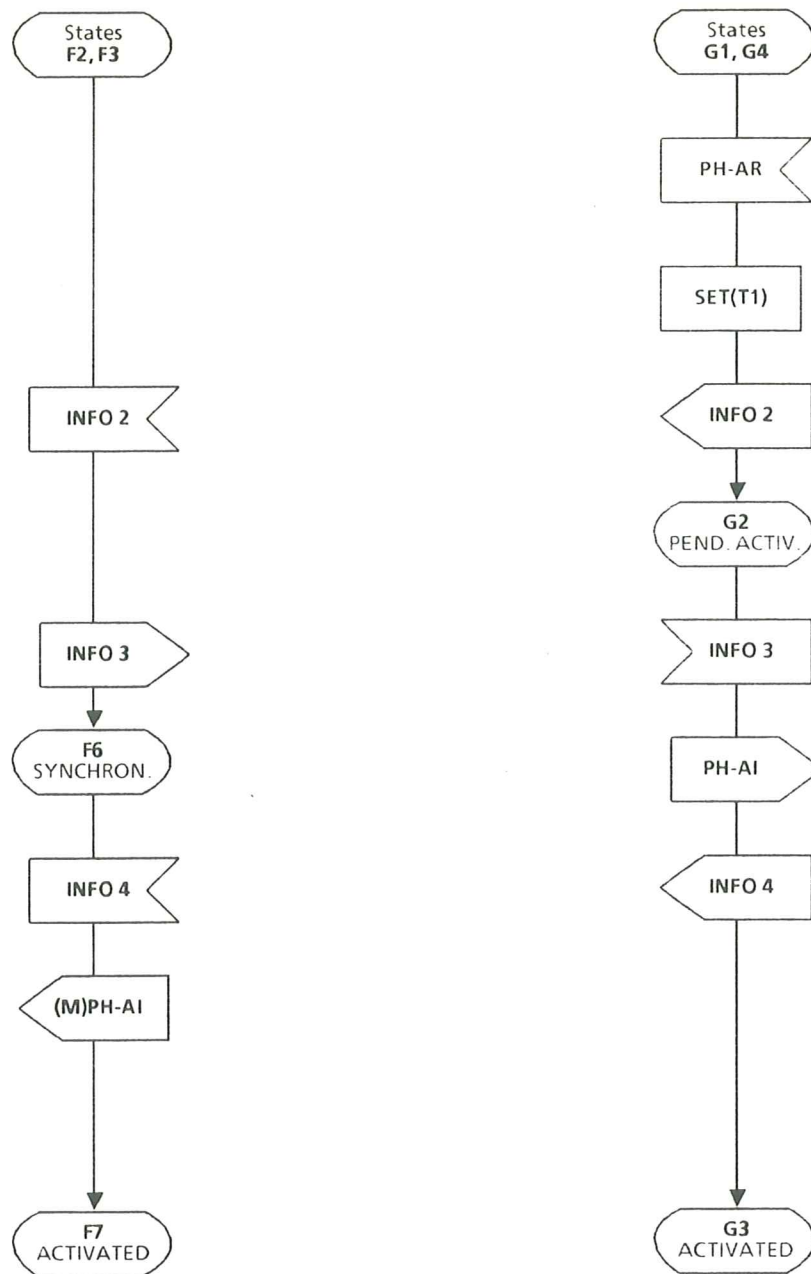 States
F2, F3
INFO 2
INFO 3
F6
SYNCHRON.
INFO 4
(M)PH-AI
F7
ACTIVATED
States
G1, G4
PH-AR
SET(T1)
INFO 2
G2
PEND. ACTIV.
INFO 3
PH-AI
INFO 4
G3
ACTIVATED